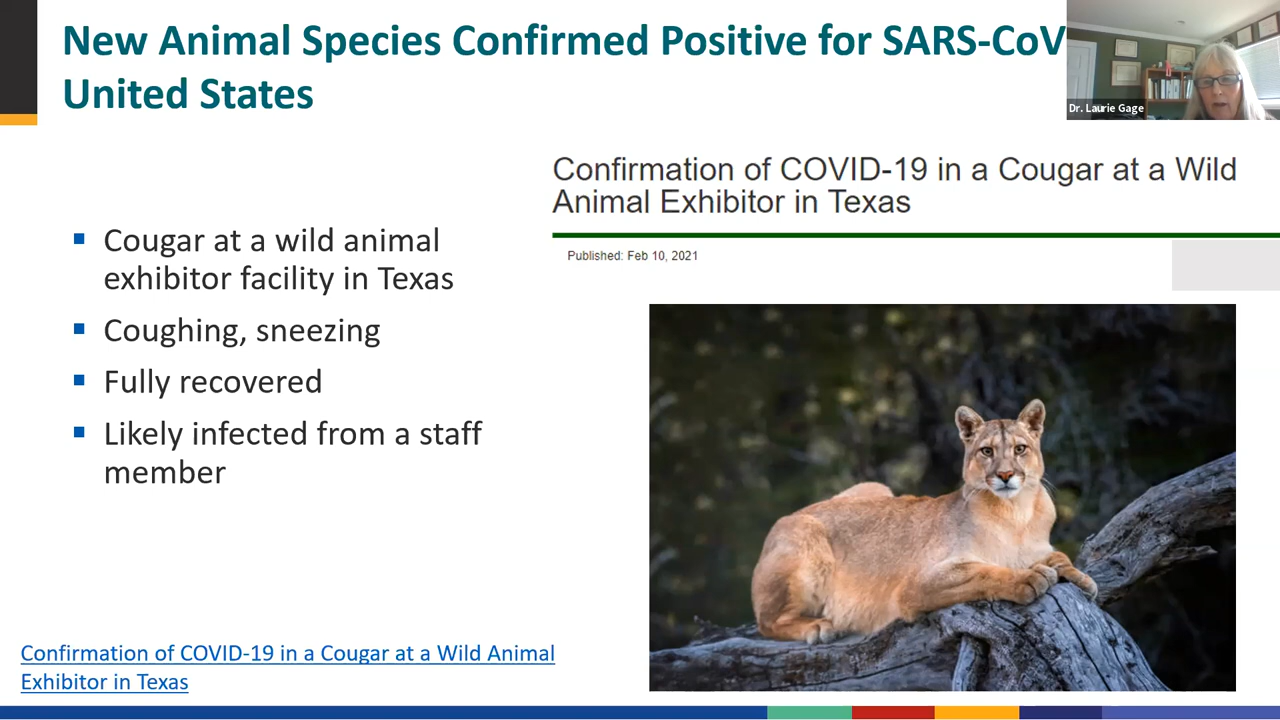 New Animal Species Confirmed Positive for SARS-CoV
United States
Dr. Laurie Gage
Confirmation of COVID-19 in a Cougar at a Wild
Animal Exhibitor in Texas
Published: Feb 10, 2021
▪ Cougar at a wild animal
exhibitor facility in Texas
▪ Coughing, sneezing
▪ Fully recovered
▪ Likely infected from a staff
member
Confirmation of COVID-19 in a Cougar at a Wild Animal
Exhibitor in Texas